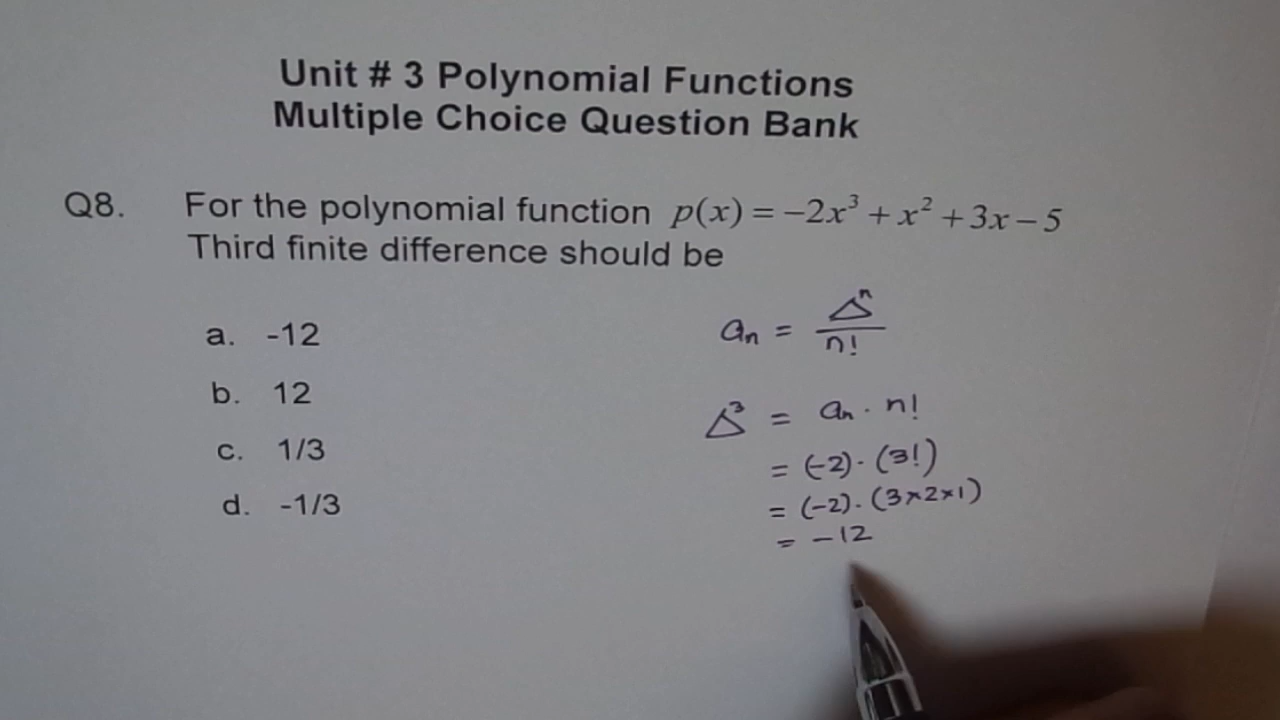 Unit # 3 Polynomial Functions
Multiple Choice Question Bank
Q8. For the polynomial function p(x) = −2x³ + x² + 3x − 5
Third finite difference should be
a. -12
b. 12
c. 1/3
d. -1/3
aₙ = Δⁿ / n!
Δ³ = aₙ · n!
= (-2) · (3!)
= (-2) · (3×2×1)
= -12